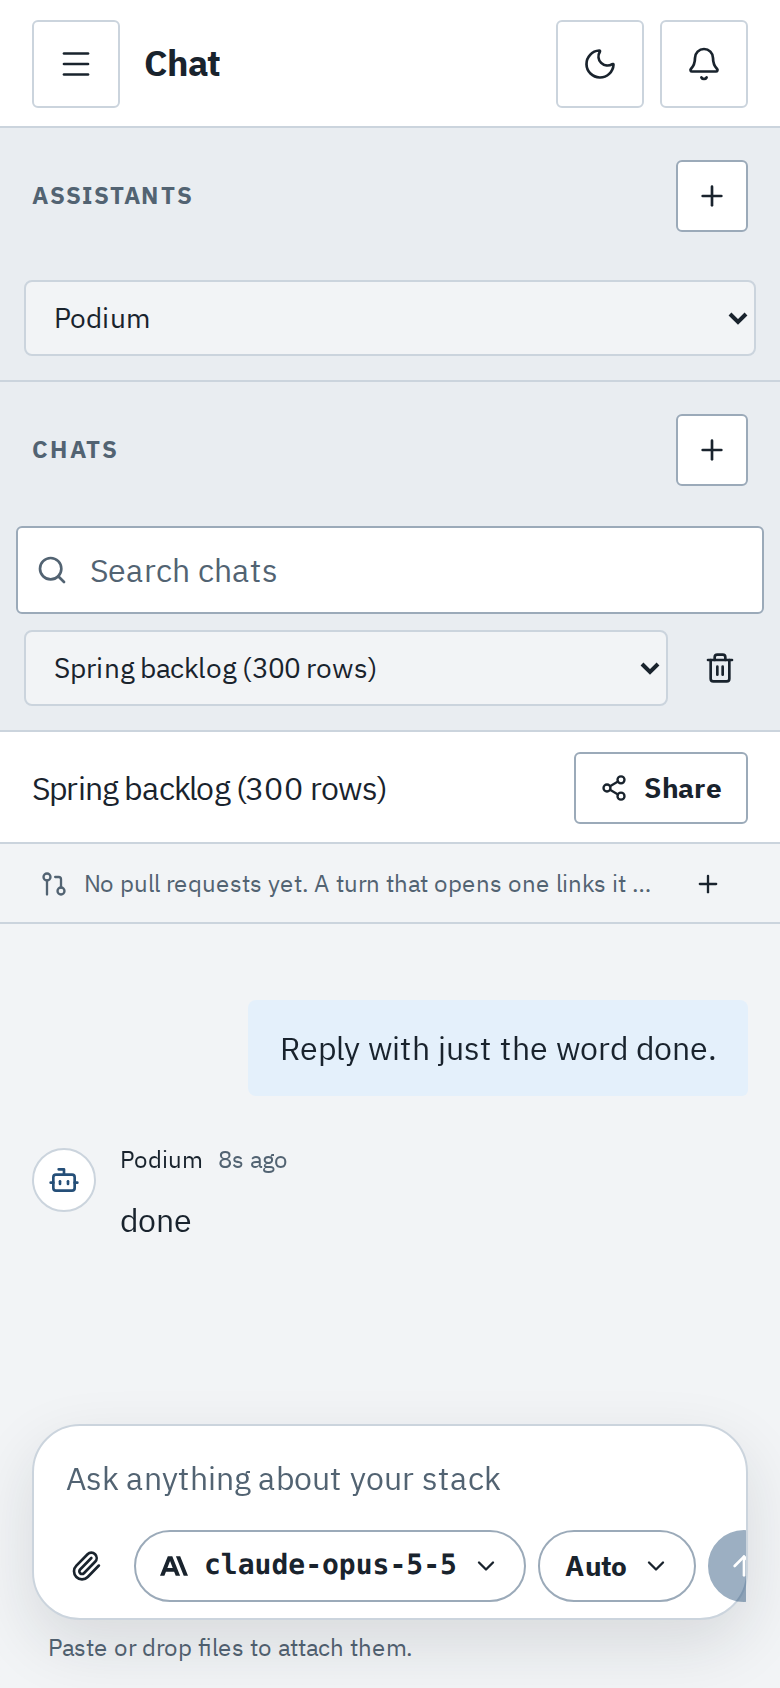 Chat
ASSISTANTS
Podium
CHATS
Search chats
Spring backlog (300 rows)
Spring backlog (300 rows)
Share
No pull requests yet. A turn that opens one links it ...
Reply with just the word done.
Podium 8s ago
done
Ask anything about your stack
claude-opus-5-5
Auto
Paste or drop files to attach them.